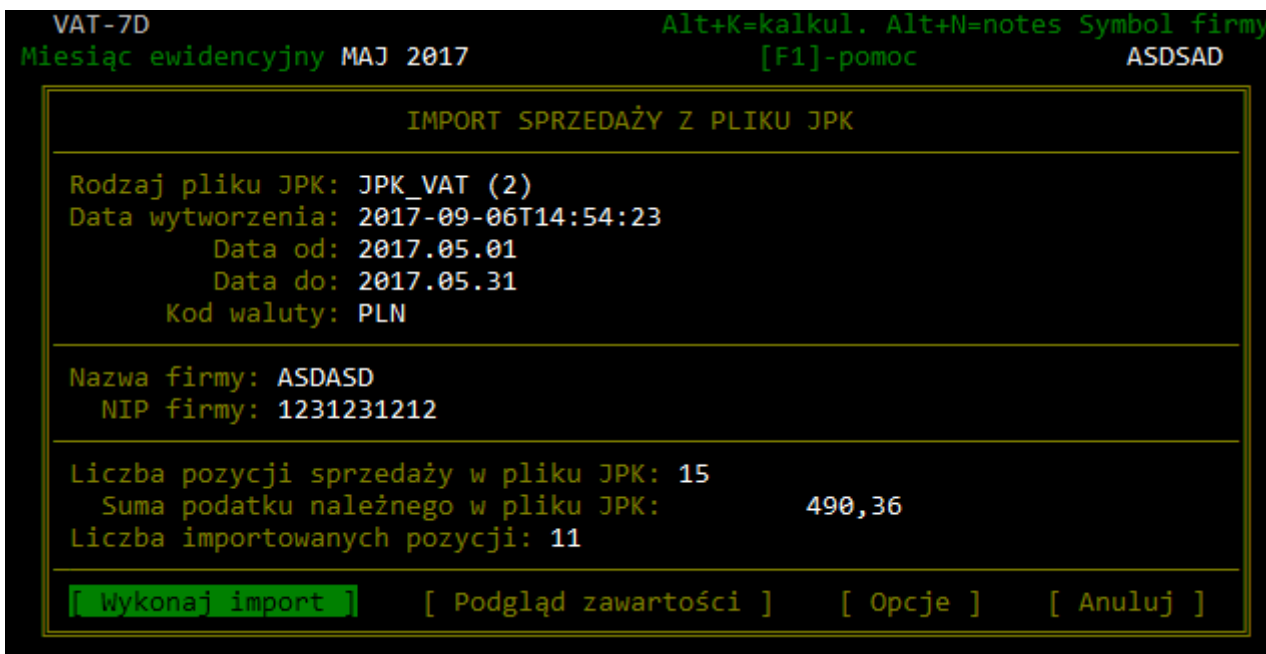 VAT-7D Alt+K=kalkul. Alt+N=notes Symbol firmy
Miesiąc ewidencyjny MAJ 2017 [F1]-pomoc ASDSAD
IMPORT SPRZEDAŻY Z PLIKU JPK
Rodzaj pliku JPK: JPK_VAT (2)
Data wytworzenia: 2017-09-06T14:54:23
Data od: 2017.05.01
Data do: 2017.05.31
Kod waluty: PLN
Nazwa firmy: ASDASD
NIP firmy: 1231231212
Liczba pozycji sprzedaży w pliku JPK: 15
Suma podatku należnego w pliku JPK: 490,36
Liczba importowanych pozycji: 11
[ Wykonaj import ] [ Podgląd zawartości ] [ Opcje ] [ Anuluj ]